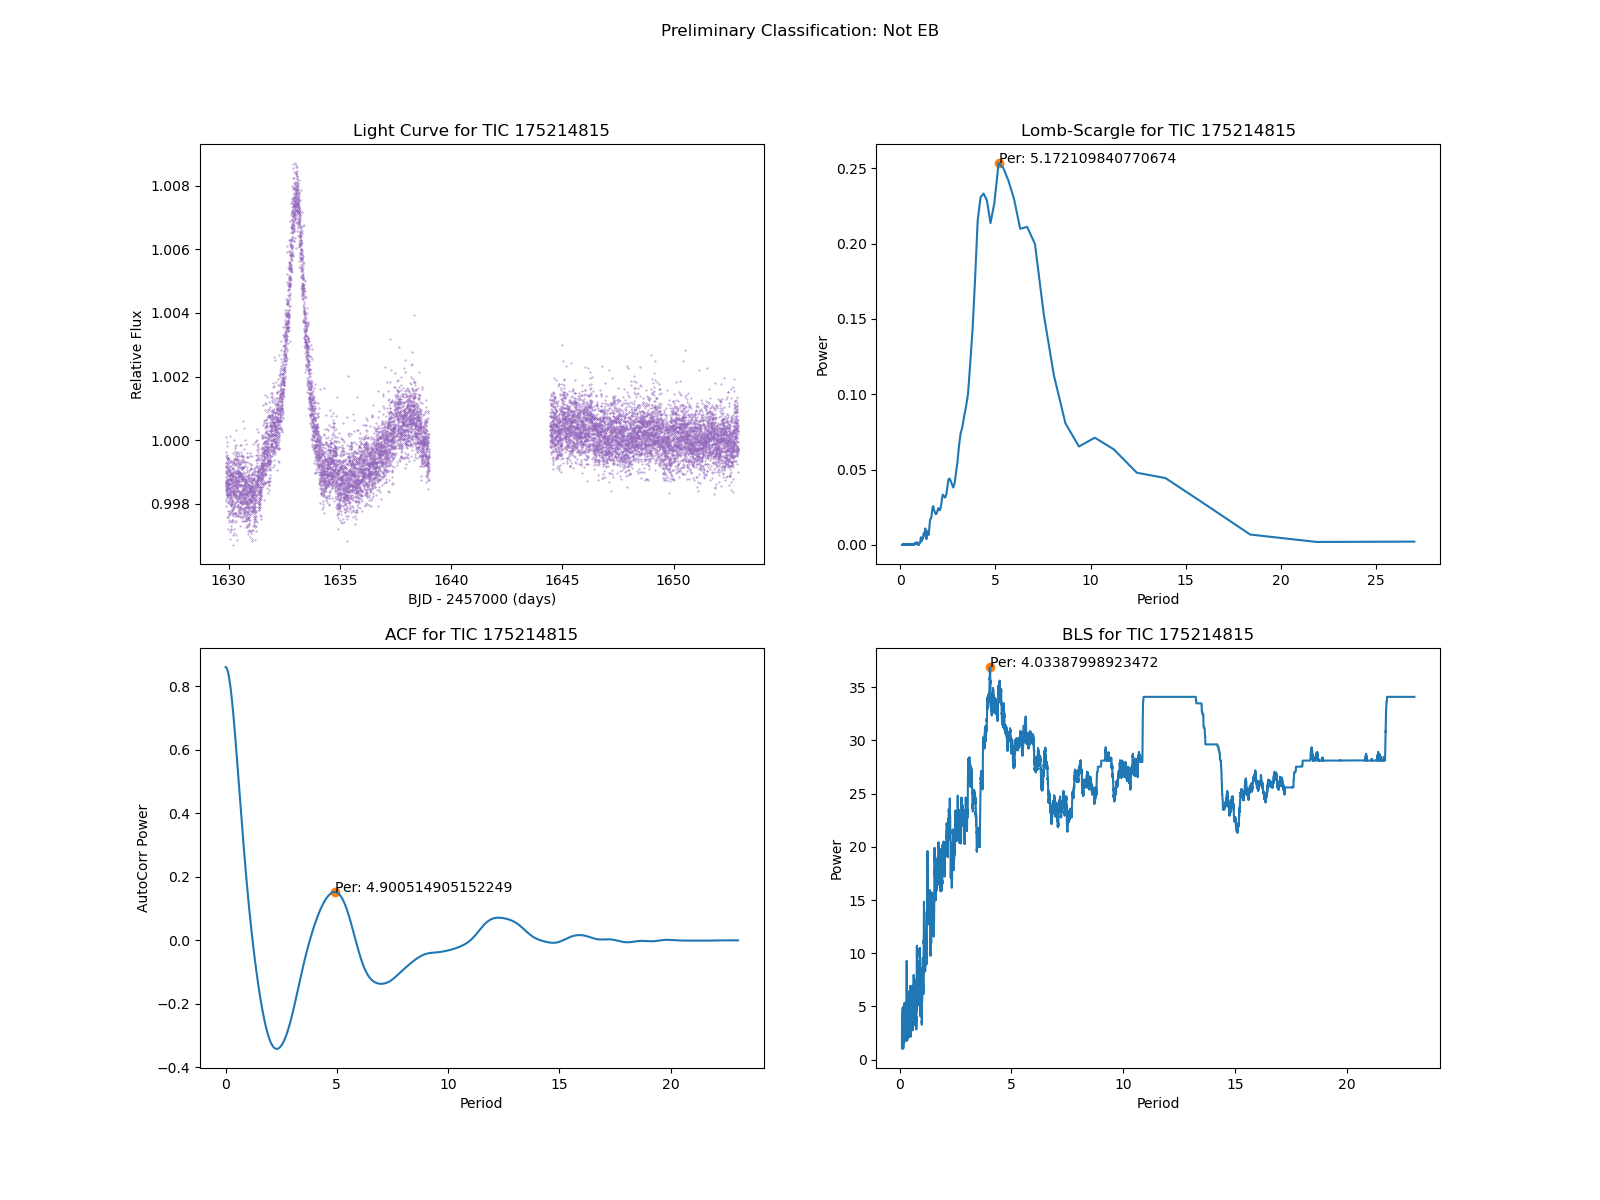 Preliminary Classification: Not EB
Light Curve for TIC 175214815
Relative Flux
1.008
1.006
1.004
1.002
1.000
0.998
1630 1635 1640 1645 1650
BJD - 2457000 (days)
Lomb-Scargle for TIC 175214815
Per: 5.172109840770674
Power
0.25
0.20
0.15
0.10
0.05
0.00
0 5 10 15 20 25
Period
ACF for TIC 175214815
Per: 4.900514905152249
AutoCorr Power
0.8
0.6
0.4
0.2
0.0
−0.2
−0.4
0 5 10 15 20
Period
BLS for TIC 175214815
Per: 4.03387998923472
Power
35
30
25
20
15
10
5
0
0 5 10 15 20
Period